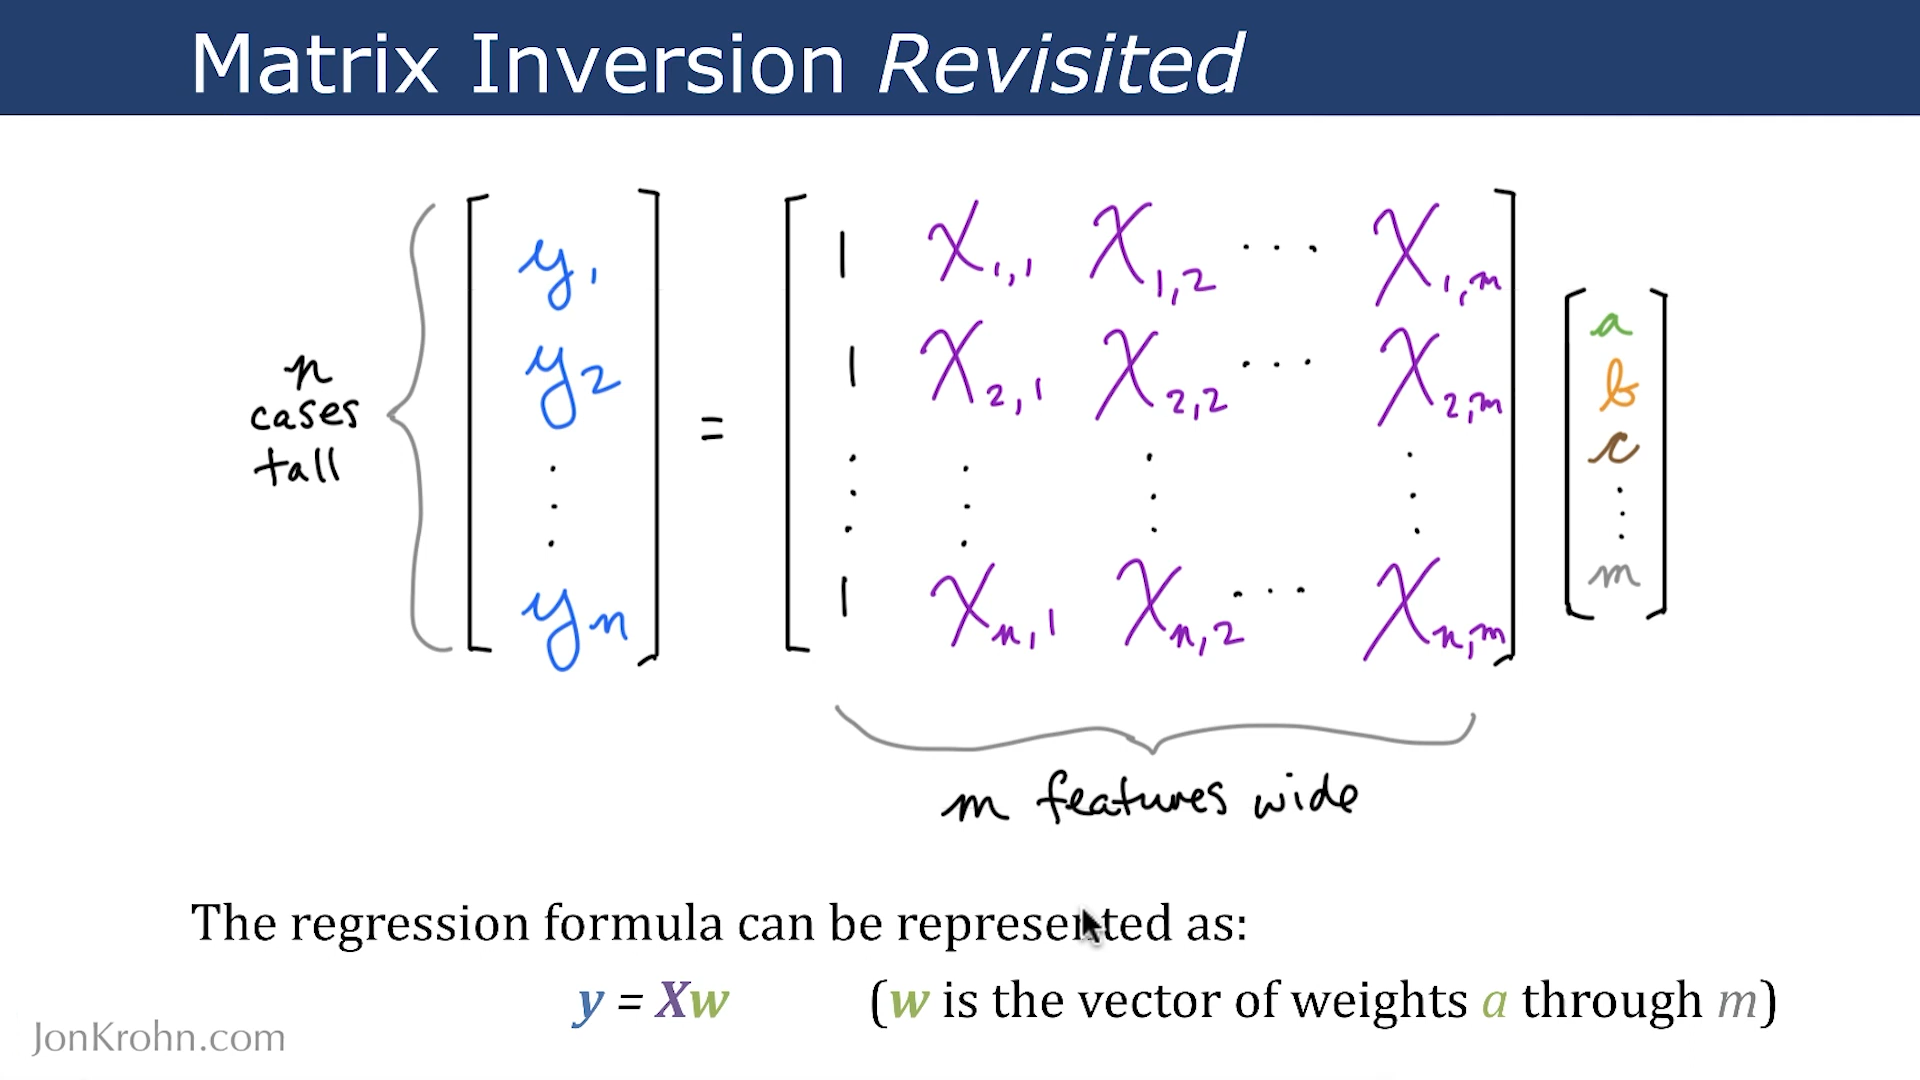 Matrix Inversion Revisited
n
cases
tall
y₁
y₂
⋮
yₙ
=
1 X₁,₁ X₁,₂ ⋯ X₁,ₘ
1 X₂,₁ X₂,₂ ⋯ X₂,ₘ
⋮ ⋮ ⋮ ⋮
1 Xₙ,₁ Xₙ,₂ ⋯ Xₙ,ₘ
a
b
c
⋮
m
m features wide
The regression formula can be represented as:
y = Xw (w is the vector of weights a through m)
JonKrohn.com